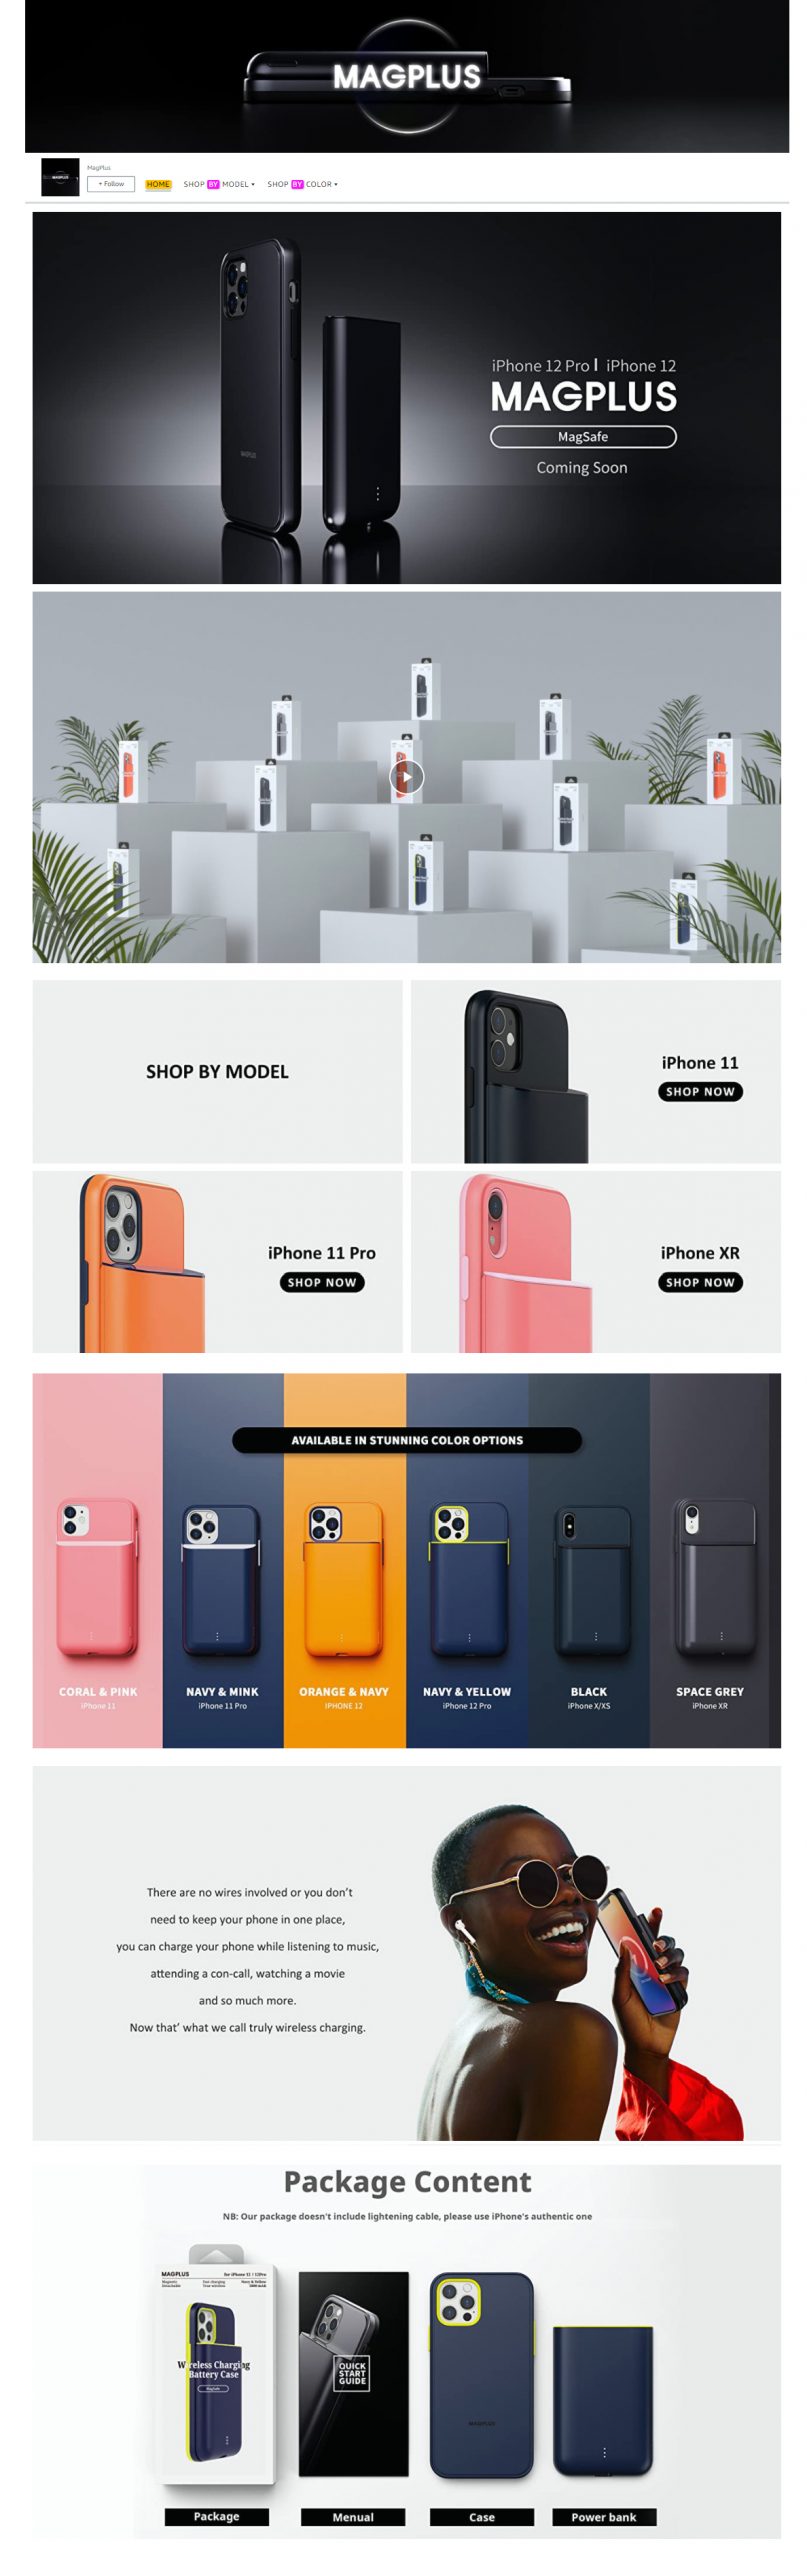 MAGPLUS
MagPlus
+ Follow
HOME
SHOP BY MODEL
SHOP BY COLOR
iPhone 12 Pro | iPhone 12
MAGPLUS
MagSafe
Coming Soon
MAGPLUS
SHOP BY MODEL
iPhone 11
SHOP NOW
iPhone 11 Pro
SHOP NOW
iPhone XR
SHOP NOW
AVAILABLE IN STUNNING COLOR OPTIONS
CORAL & PINK
iPhone 11
NAVY & MINK
iPhone 11 Pro
ORANGE & NAVY
IPHONE 12
NAVY & YELLOW
iPhone 12 Pro
BLACK
iPhone X/XS
SPACE GREY
iPhone XR
There are no wires involved or you don't
need to keep your phone in one place,
you can charge your phone while listening to music,
attending a con-call, watching a movie
and so much more.
Now that' what we call truly wireless charging.
Package Content
NB: Our package doesn't include lightening cable, please use iPhone's authentic one
MAGPLUS
for iPhone 12 / 12Pro
Wireless Charging
Battery Case
MagSafe
QUICK
START
GUIDE
MAGPLUS
Package
Menual
Case
Power bank